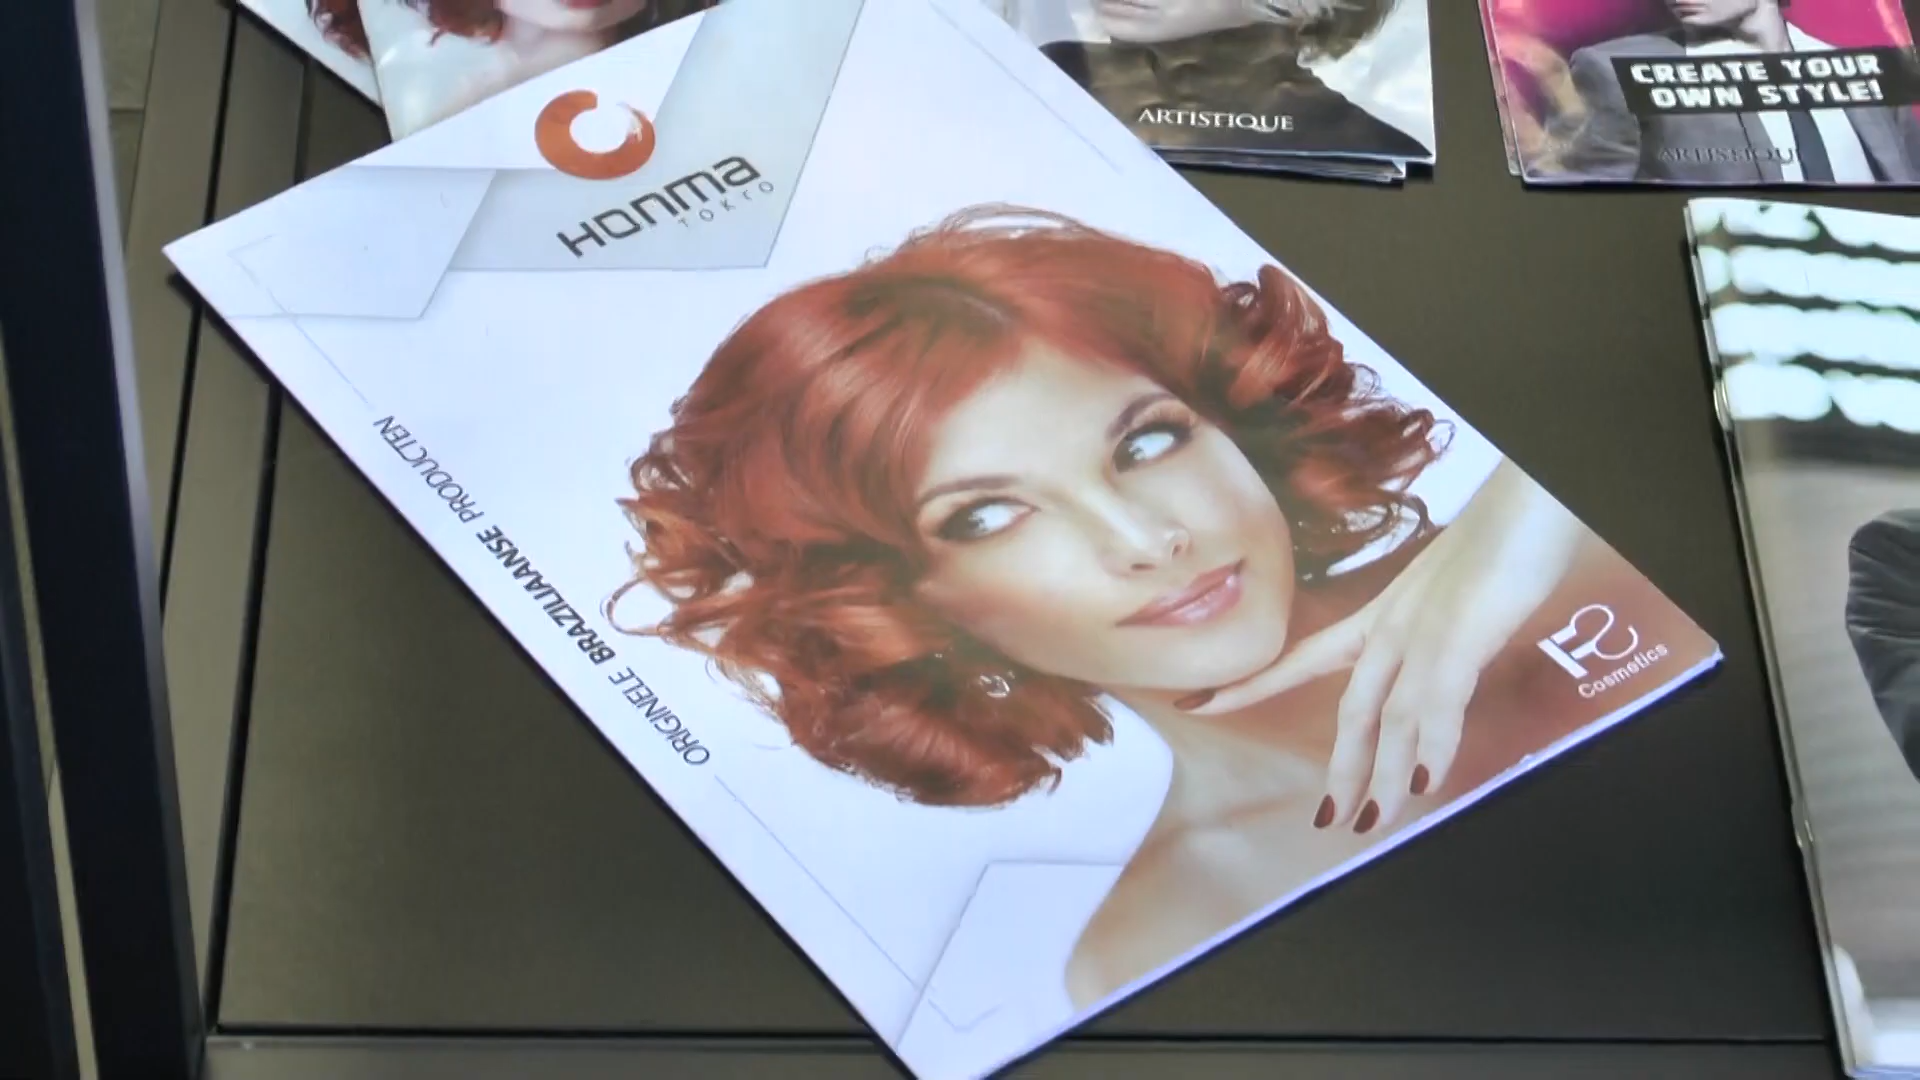 HONMA
TOKYO
ORIGINELE BRAZILIAANSE PRODUCTEN
Cosmetics
ARTISTIQUE
CREATE YOUR
OWN STYLE!
ARTISTIQUE